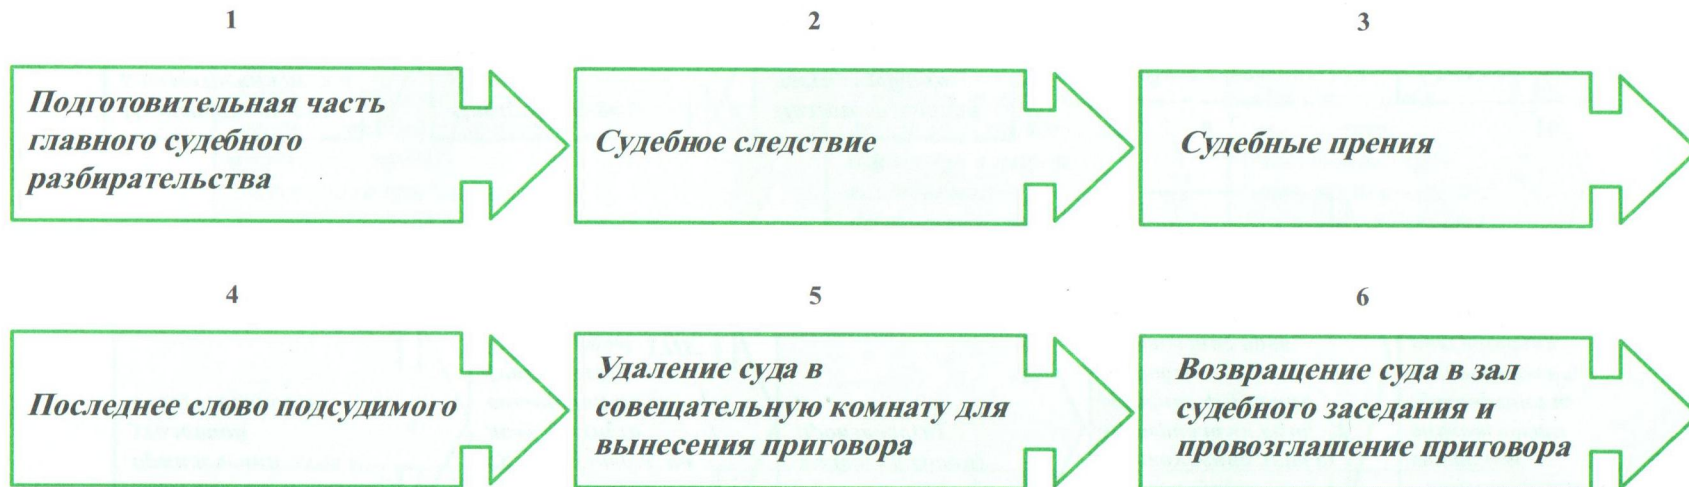 1
2
3
Подготовительная часть
главного судебного
разбирательства
Судебное следствие
Судебные прения
4
5
6
Последнее слово подсудимого
Удаление суда в
совещательную комнату для
вынесения приговора
Возвращение суда в зал
судебного заседания и
провозглашение приговора